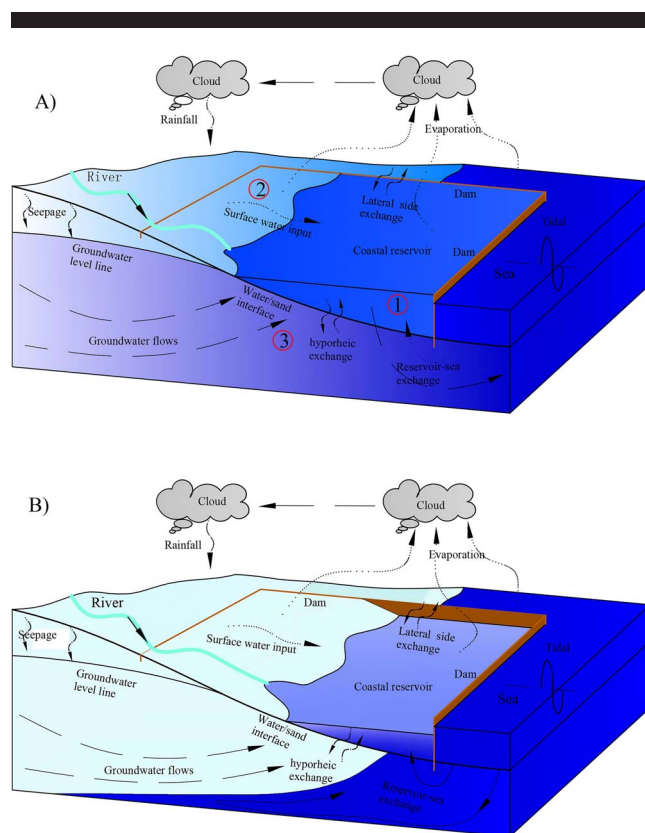 A)
Cloud
Cloud
Rainfall
Evaporation
River
2
Dam
Lateral side
exchange
Seepage
Surface water input
Dam
Tidal
Groundwater
level line
Coastal reservoir
Sea
Water/sand
interface
1
Groundwater flows
3
hyporheic
exchange
Reservoir-sea
exchange
B)
Cloud
Cloud
Rainfall
Evaporation
River
Dam
Seepage
Surface water input
Lateral side
exchange
Tidal
Dam
Groundwater
level line
Coastal reservoir
Sea
Water/sand
interface
Groundwater flows
hyporheic
exchange
Reservoir-sea
exchange